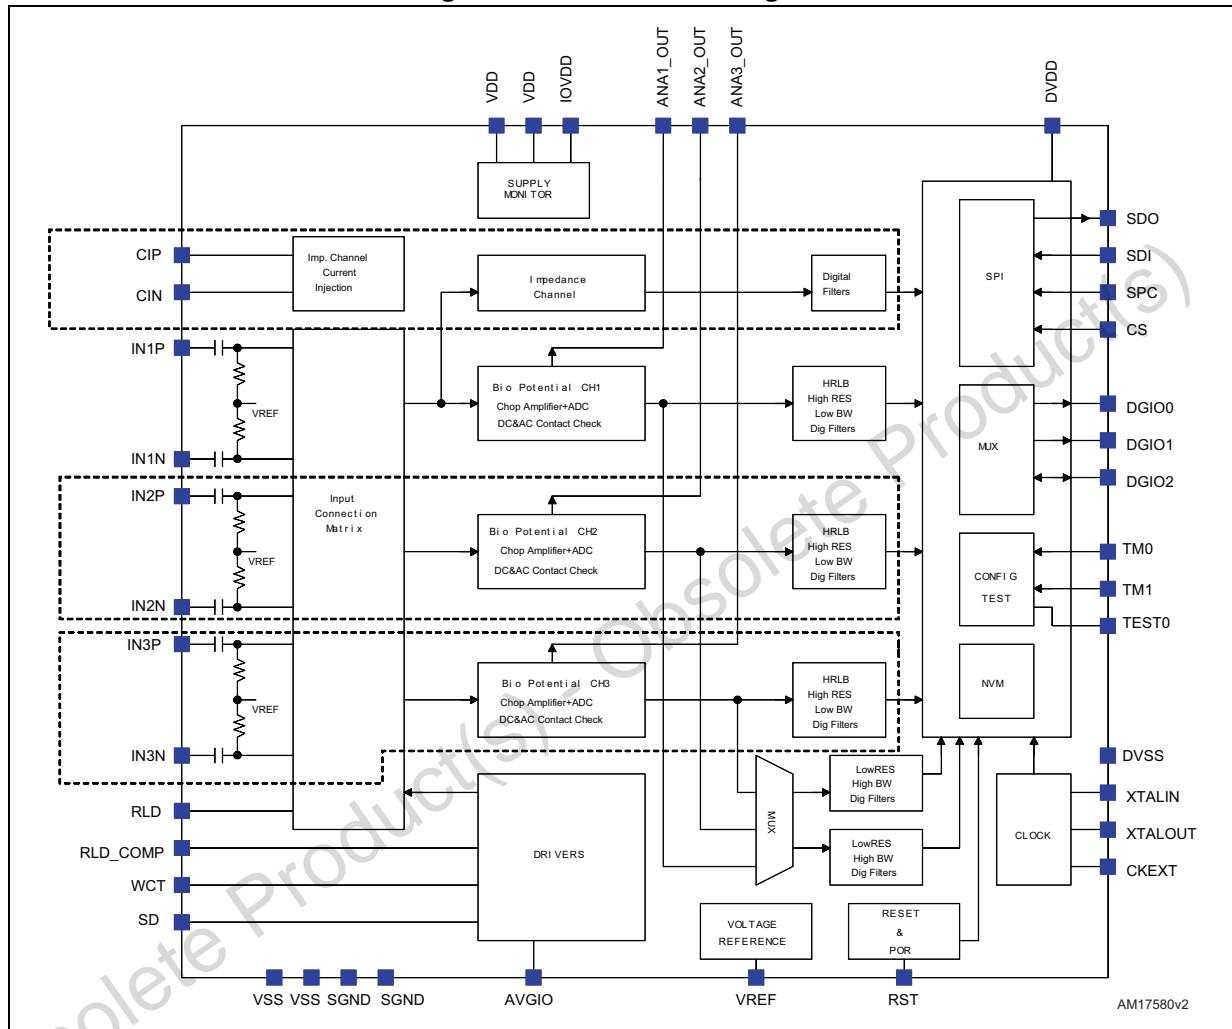 VDD
VDD
IOVDD
ANA1_OUT
ANA2_OUT
ANA3_OUT
DVDD
SUPPLY
MONITOR
CIP
CIN
Imp. Channel
Current
Injection
Impedance
Channel
Digital
Filters
SPI
SDO
SDI
SPC
CS
IN1P
VREF
IN1N
Bio Potential CH1
Chop Amplifier+ADC
DC&AC Contact Check
HRLB
High RES
Low BW
Dig Filters
MUX
DGIO0
DGIO1
DGIO2
IN2P
VREF
IN2N
Input
Connection
Matrix
Bio Potential CH2
Chop Amplifier+ADC
DC&AC Contact Check
HRLB
High RES
Low BW
Dig Filters
CONFIG
TEST
TM0
TM1
TEST0
IN3P
VREF
IN3N
Bio Potential CH3
Chop Amplifier+ADC
DC&AC Contact Check
HRLB
High RES
Low BW
Dig Filters
NVM
DVSS
RLD
RLD_COMP
WCT
SD
DRIVERS
MUX
LowRES
High BW
Dig Filters
LowRES
High BW
Dig Filters
CLOCK
XTALIN
XTALOUT
CKEXT
VOLTAGE
REFERENCE
RESET
&
POR
VSS
VSS
SGND
SGND
AVGIO
VREF
RST
AM17580v2
solete Product(s) - Obsolete Product(s)